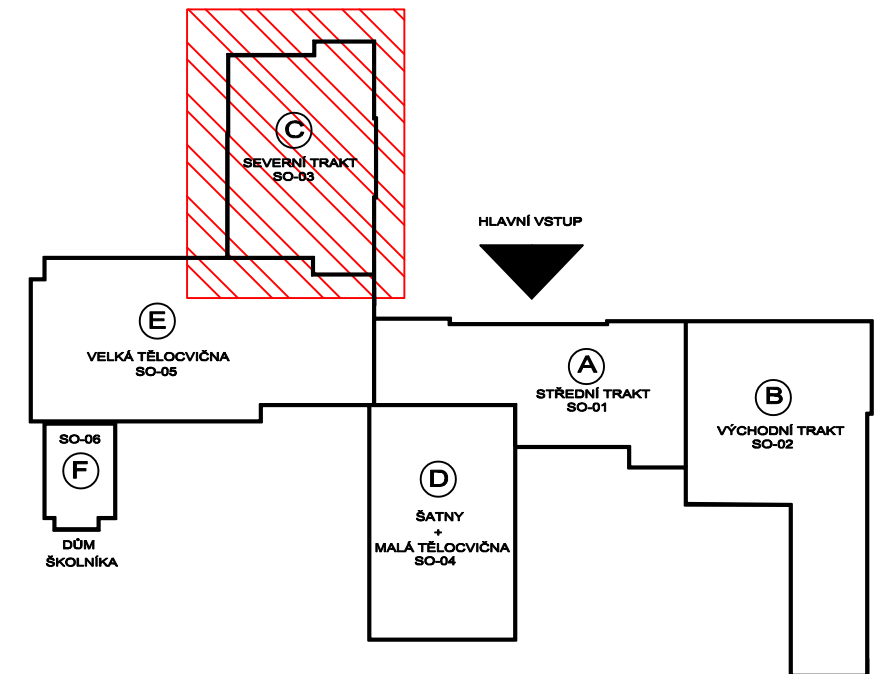 C
SEVERNÍ TRAKT
SO-03
HLAVNÍ VSTUP
E
VELKÁ TĚLOCVIČNA
SO-05
A
STŘEDNÍ TRAKT
SO-01
B
VÝCHODNÍ TRAKT
SO-02
SO-06
F
DŮM
ŠKOLNÍKA
D
ŠATNY
+
MALÁ TĚLOCVIČNA
SO-04